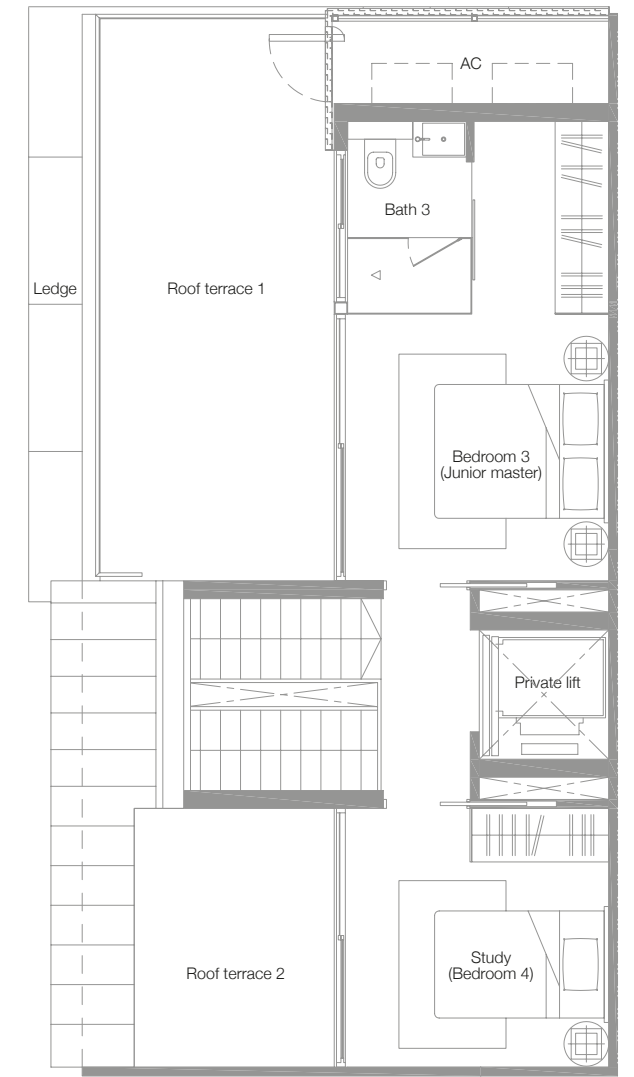 AC
Bath 3
Ledge
Roof terrace 1
Bedroom 3
(Junior master)
Private lift
Study
(Bedroom 4)
Roof terrace 2